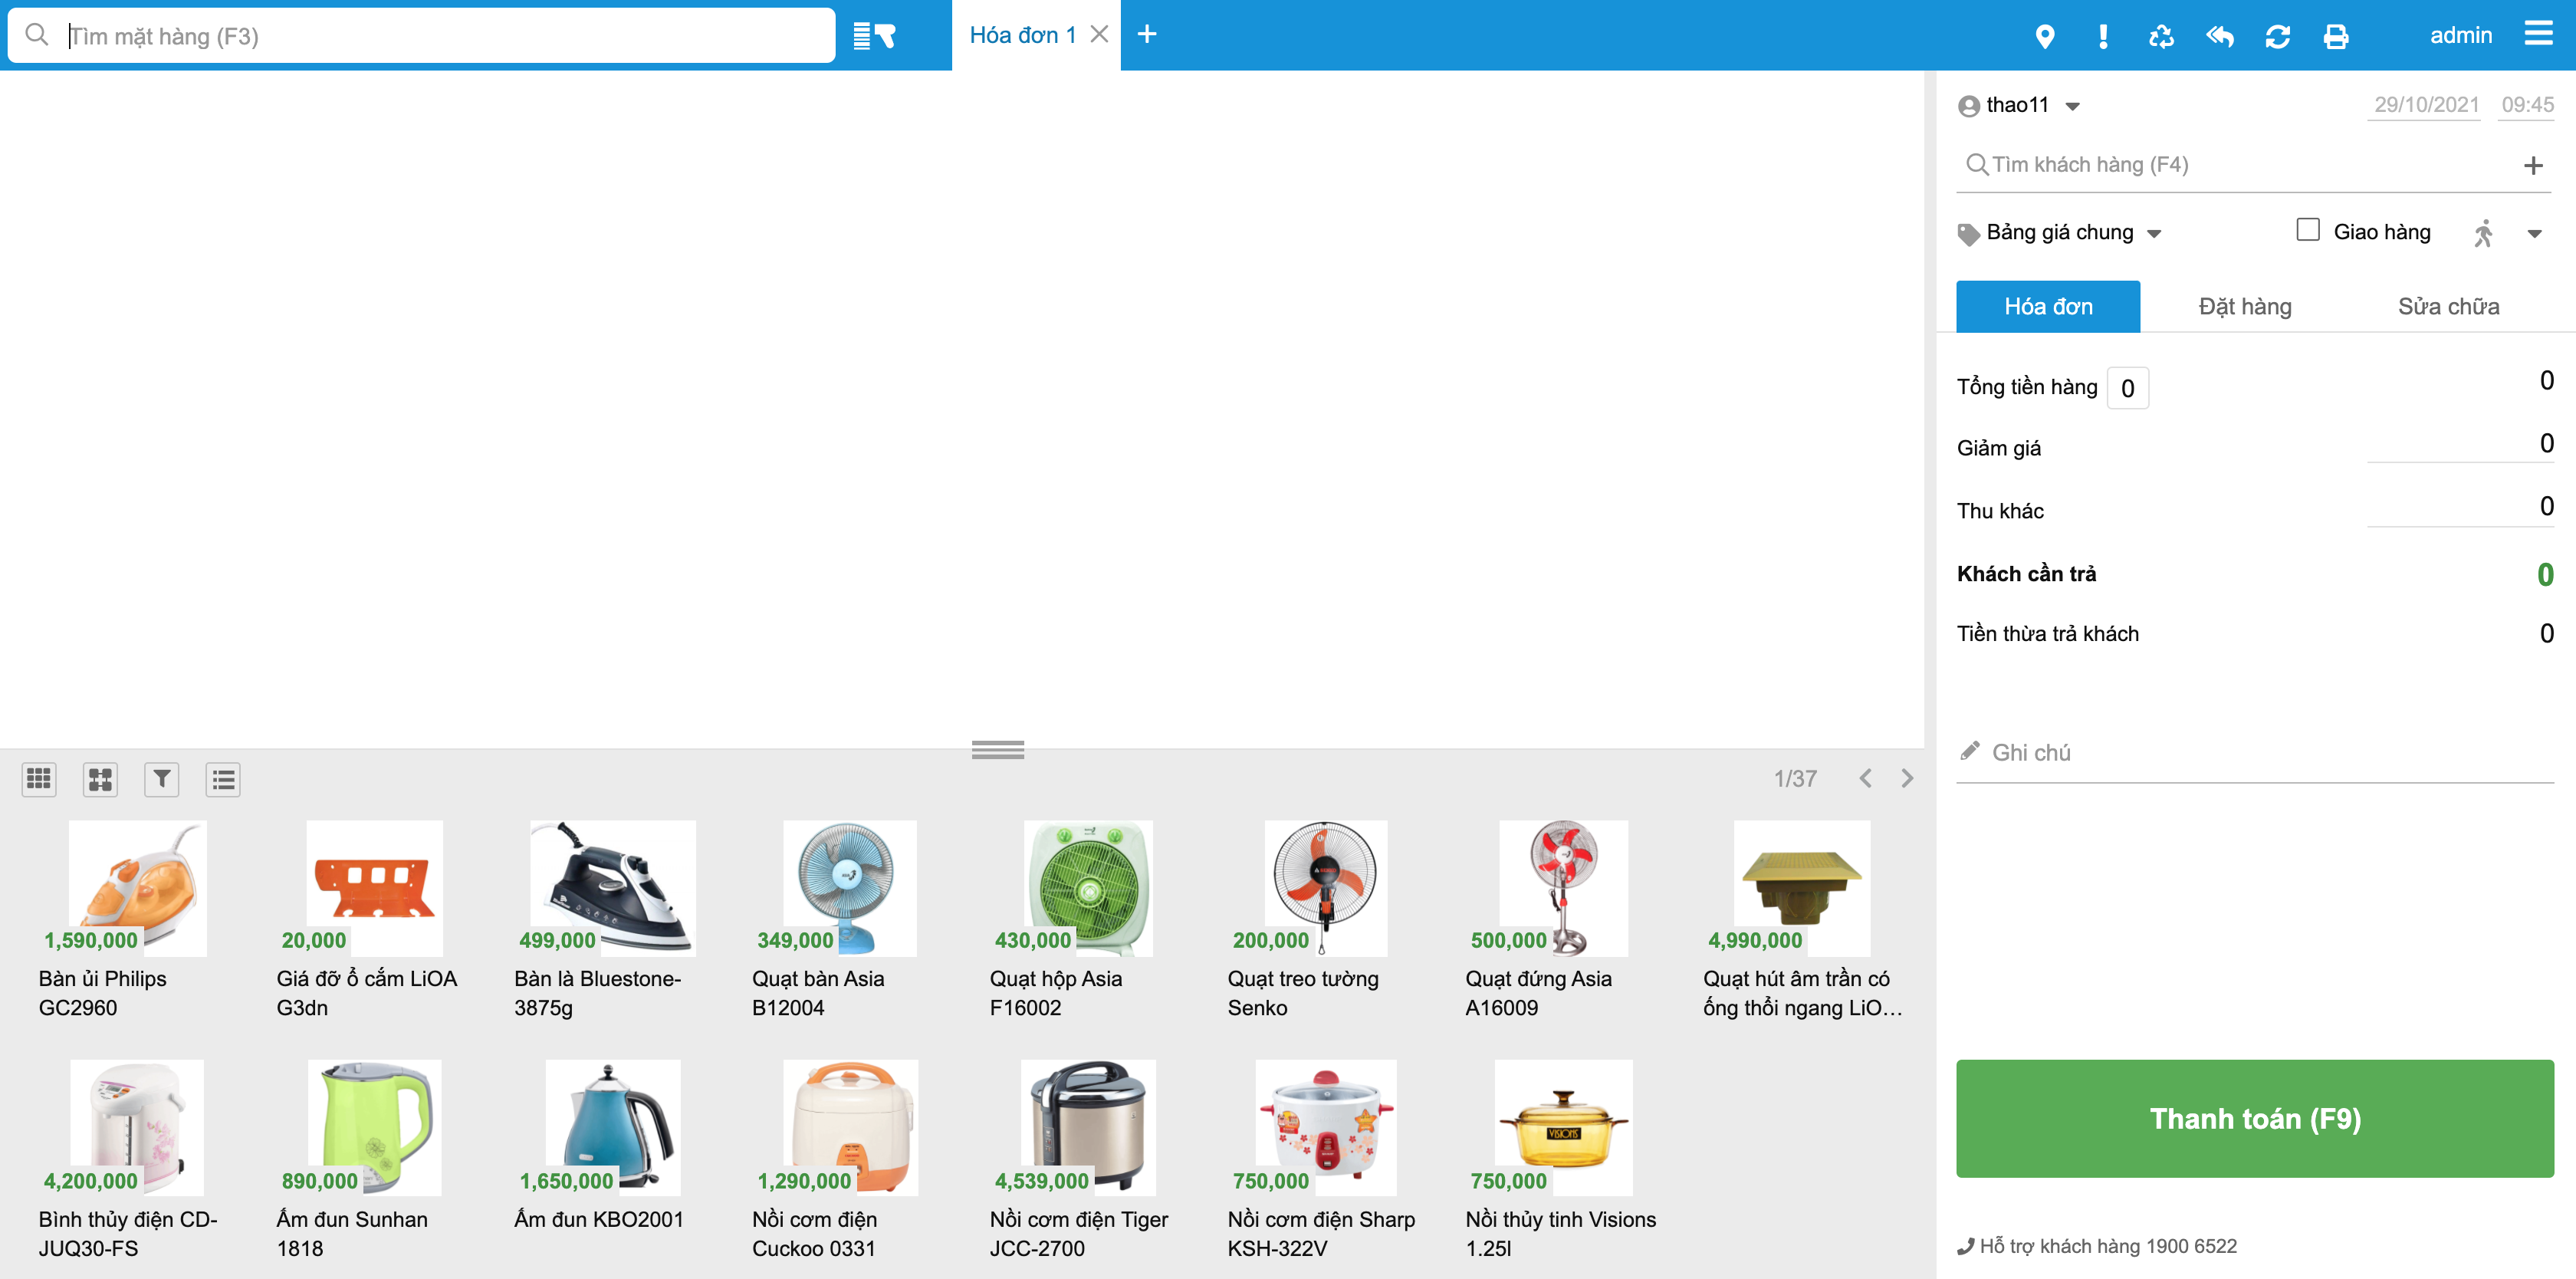 Tìm mặt hàng (F3)
Hóa đơn 1
admin
thao11
29/10/2021 09:45
Tìm khách hàng (F4)
Bảng giá chung
Giao hàng
Hóa đơn
Đặt hàng
Sửa chữa
Tổng tiền hàng 0 0
Giảm giá 0
Thu khác 0
Khách cần trả 0
Tiền thừa trả khách 0
Ghi chú
Thanh toán (F9)
Hỗ trợ khách hàng 1900 6522
1/37
1,590,000
Bàn ủi Philips
GC2960
20,000
Giá đỡ ổ cắm LiOA
G3dn
499,000
Bàn là Bluestone-
3875g
349,000
Quạt bàn Asia
B12004
430,000
Quạt hộp Asia
F16002
200,000
Quạt treo tường
Senko
500,000
Quạt đứng Asia
A16009
4,990,000
Quạt hút âm trần có
ống thổi ngang LiO...
4,200,000
Bình thủy điện CD-
JUQ30-FS
890,000
Ấm đun Sunhan
1818
1,650,000
Ấm đun KBO2001
1,290,000
Nồi cơm điện
Cuckoo 0331
4,539,000
Nồi cơm điện Tiger
JCC-2700
750,000
Nồi cơm điện Sharp
KSH-322V
VISIONS
750,000
Nồi thủy tinh Visions
1.25l